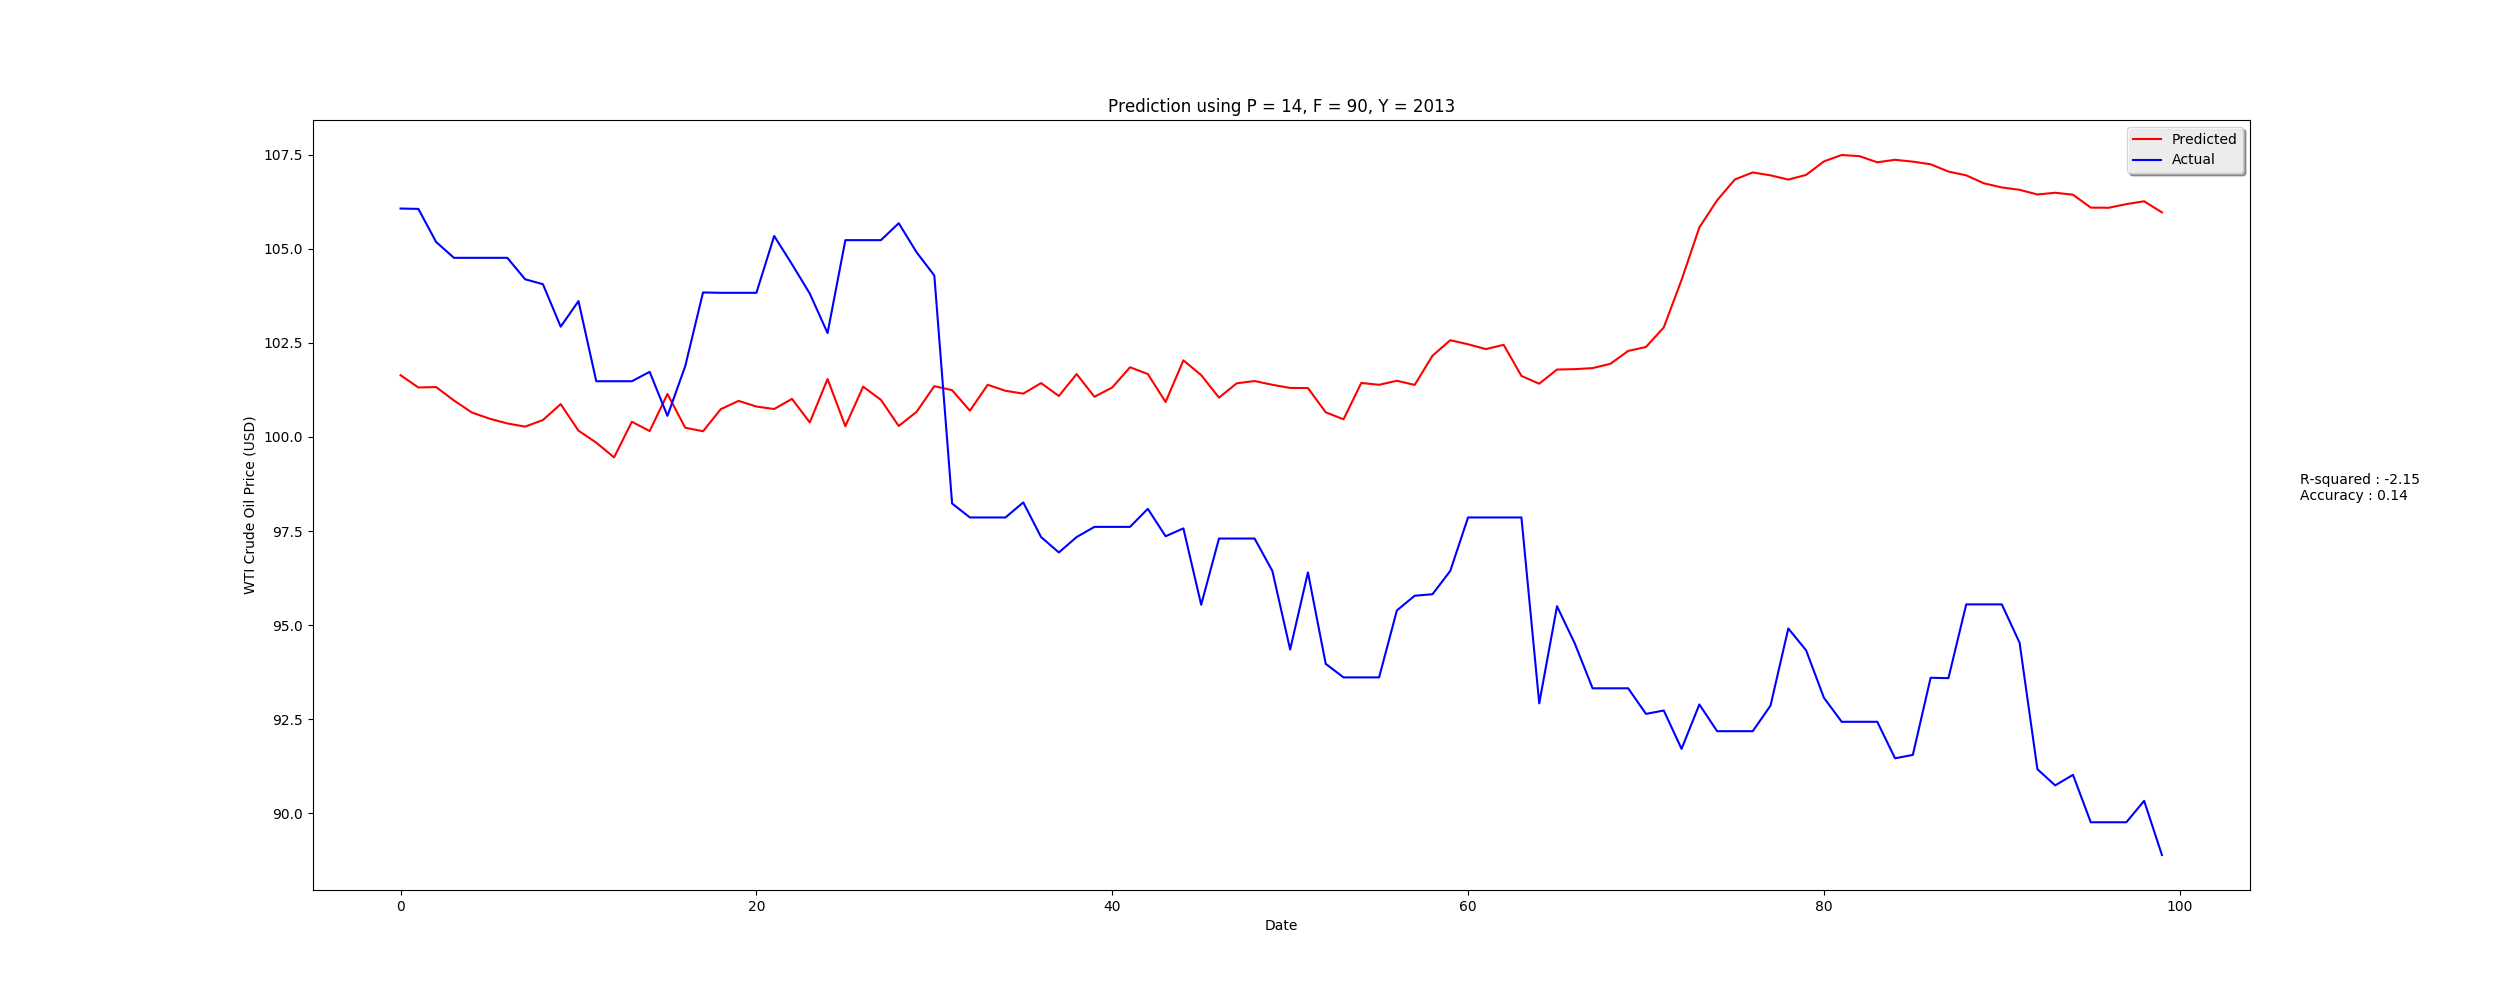 Prediction using P = 14, F = 90, Y = 2013
Predicted
Actual
107.5
105.0
102.5
100.0
97.5
95.0
92.5
90.0
WTI Crude Oil Price (USD)
R-squared : -2.15
Accuracy : 0.14
0 20 40 60 80 100
Date